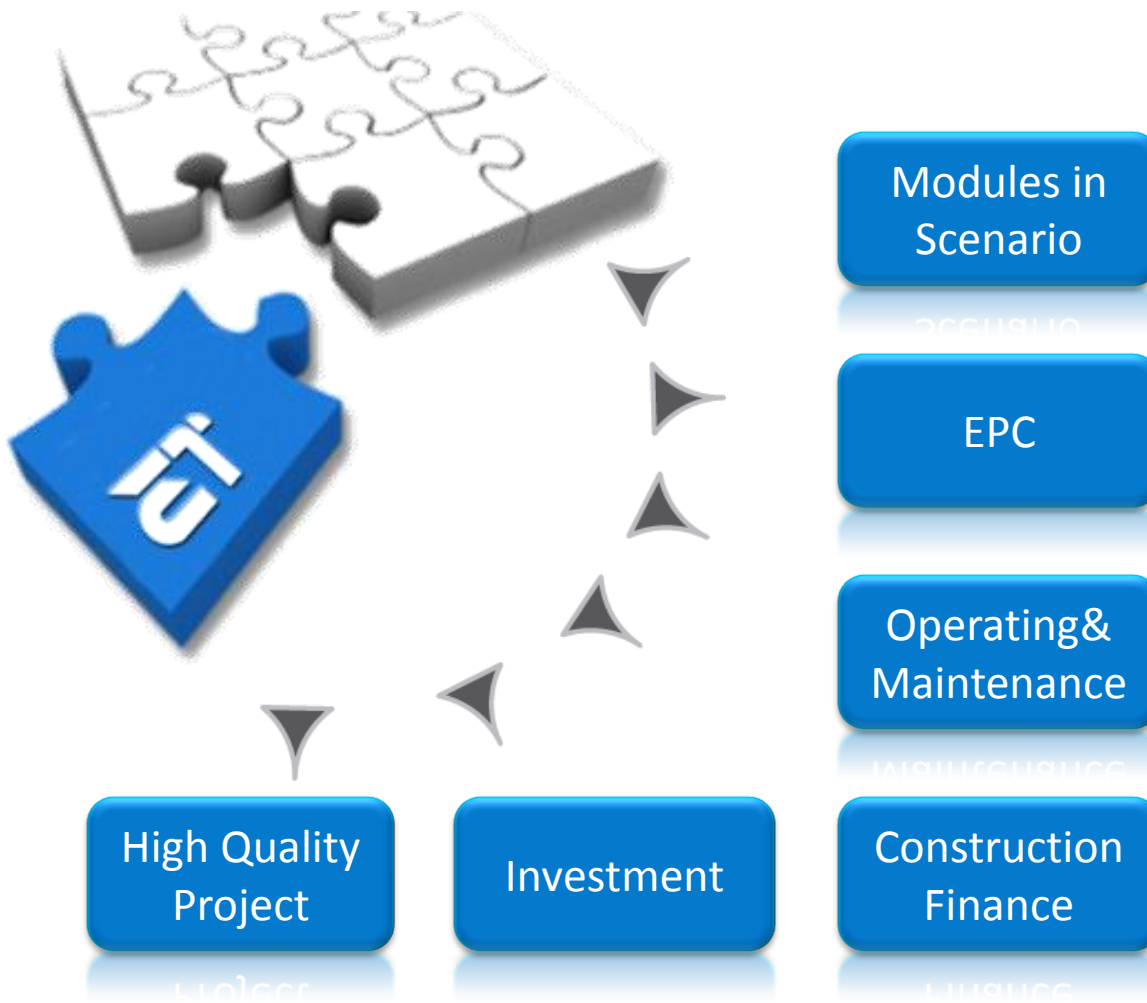 Modules in
Scenario
EPC
Operating&
Maintenance
High Quality
Project
Investment
Construction
Finance